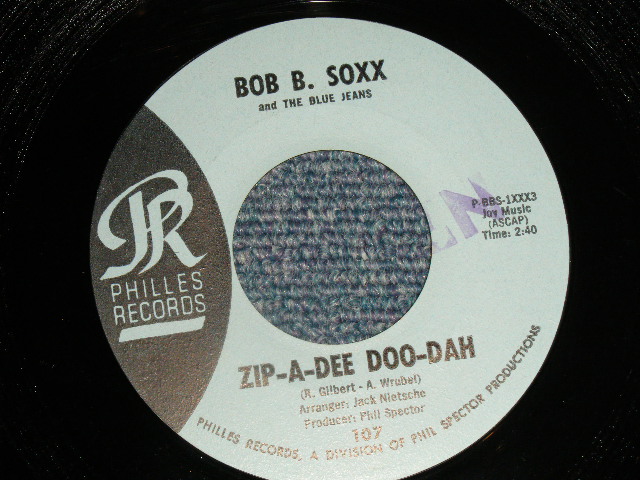 BOB B. SOXX
and THE BLUE JEANS
PR
PHILLES
RECORDS
P-BBS-1XXX3
Joy Music
(ASCAP)
Time: 2:40
ZIP-A-DEE DOO-DAH
(R. Gilbert - A. Wrubel)
Arranger: Jack Nietsche
Producer: Phil Spector
107
PHILLES RECORDS, A DIVISION OF PHIL SPECTOR PRODUCTIONS